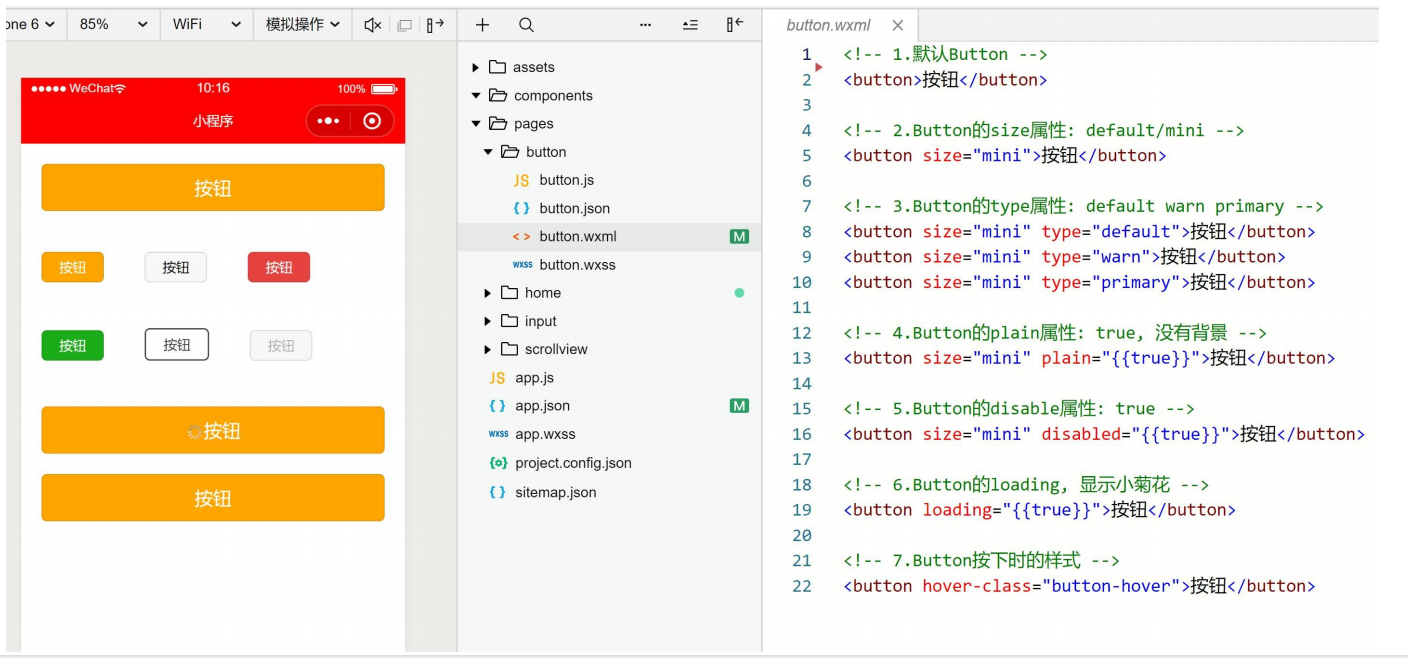 one 6
85%
WiFi
模拟操作
WeChat
10:16
100%
小程序
按钮
按钮
按钮
按钮
按钮
按钮
按钮
按钮
按钮
assets
components
pages
button
JS button.js
{ } button.json
< > button.wxml M
wxss button.wxss
home
input
scrollview
JS app.js
{ } app.json M
wxss app.wxss
project.config.json
{ } sitemap.json
button.wxml
1 <!-- 1.默认Button -->
2 <button>按钮</button>
3
4 <!-- 2.Button的size属性: default/mini -->
5 <button size="mini">按钮</button>
6
7 <!-- 3.Button的type属性: default warn primary -->
8 <button size="mini" type="default">按钮</button>
9 <button size="mini" type="warn">按钮</button>
10 <button size="mini" type="primary">按钮</button>
11
12 <!-- 4.Button的plain属性: true, 没有背景 -->
13 <button size="mini" plain="{{true}}">按钮</button>
14
15 <!-- 5.Button的disable属性: true -->
16 <button size="mini" disabled="{{true}}">按钮</button>
17
18 <!-- 6.Button的loading, 显示小菊花 -->
19 <button loading="{{true}}">按钮</button>
20
21 <!-- 7.Button按下时的样式 -->
22 <button hover-class="button-hover">按钮</button>